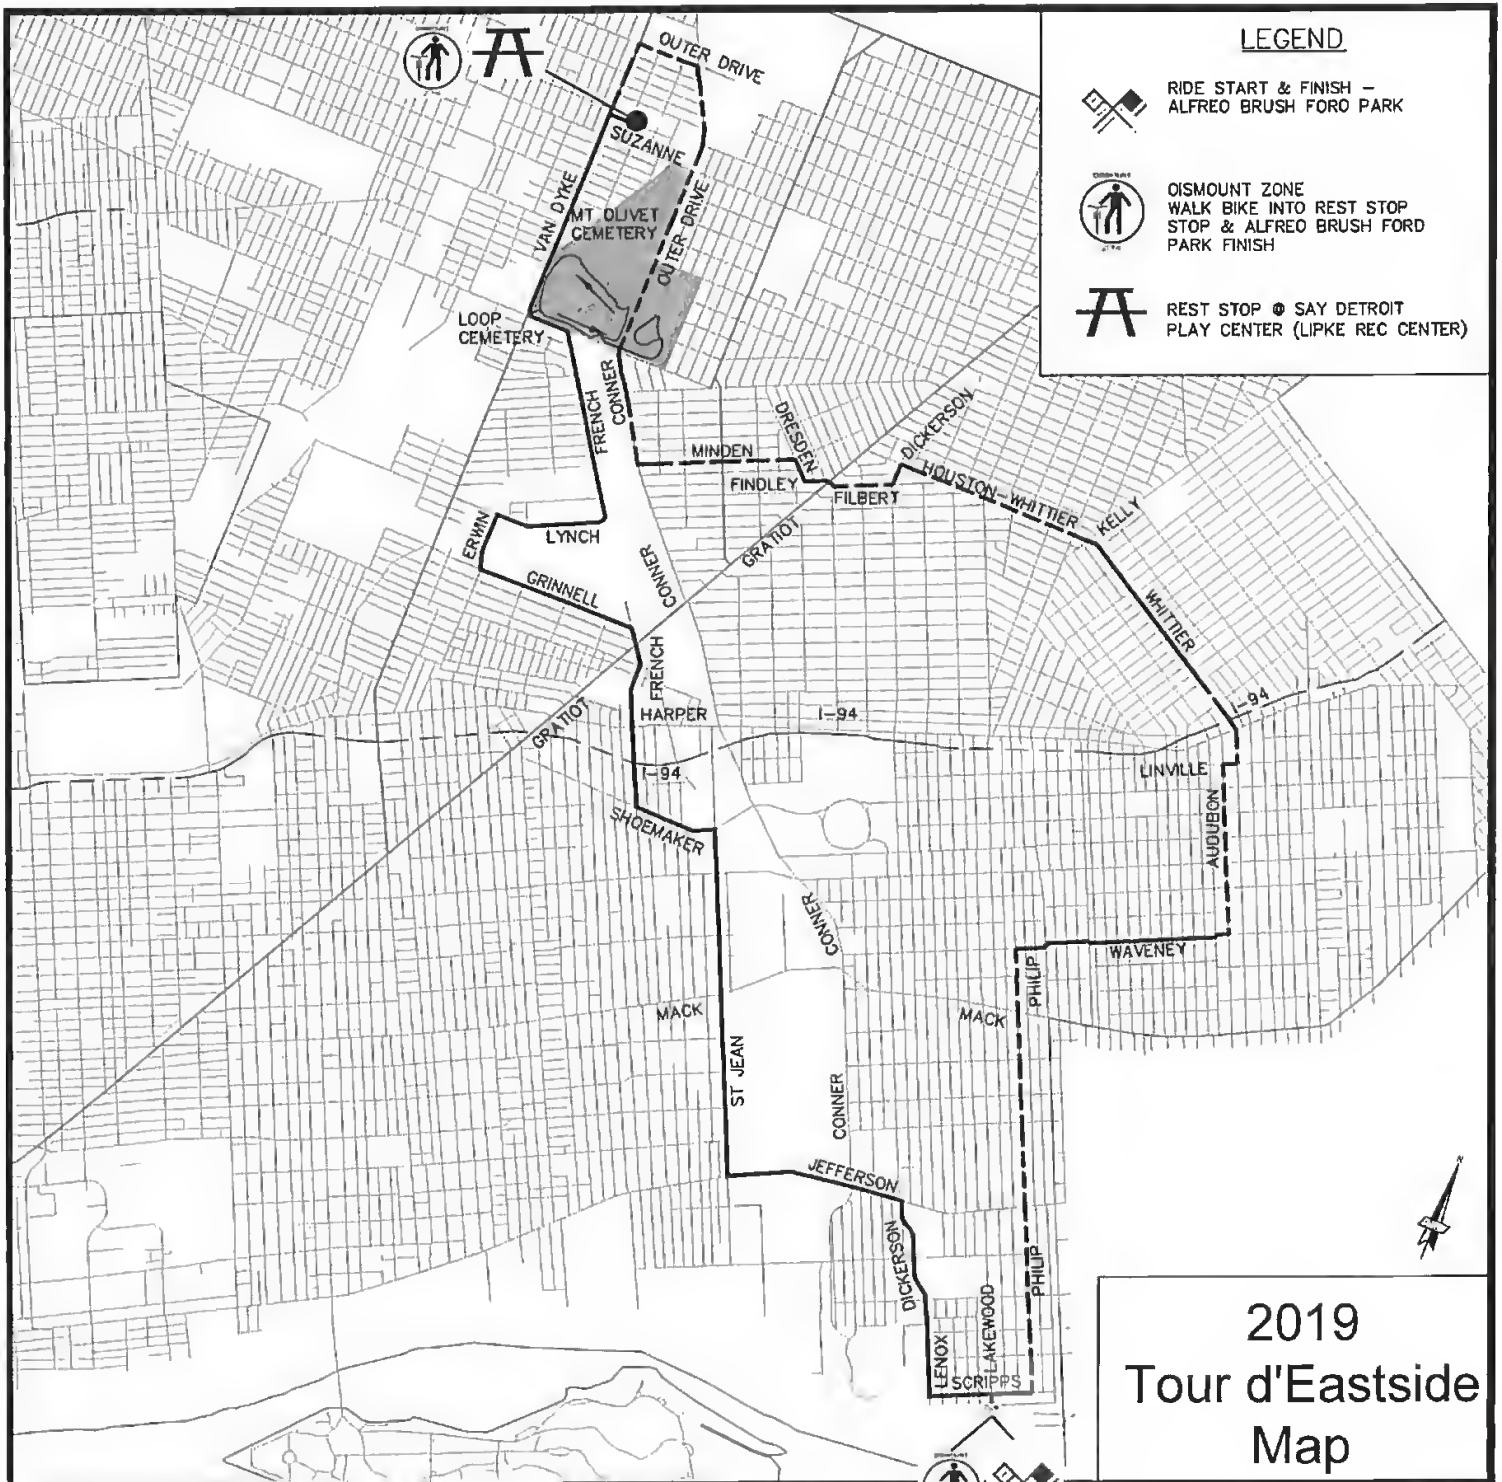 OUTER DRIVE
SUZANNE
VAN DYKE
MT OLIVET
CEMETERY
OUTER DRIVE
LOOP
CEMETERY
FRENCH
CONNER
MINDEN
DRESDEN
FINDLEY
FILBERT
DICKERSON
HOUSTON-WHITTIER
KELLY
WHITTIER
ERWIN
LYNCH
GRINNELL
CONNER
GRATIOT
FRENCH
HARPER
GRATIOT
I-94
I-94
I-94
LINVILLE
AUDUBON
SHOEMAKER
CONNER
WAVENEY
PHILIP
MACK
MACK
ST JEAN
CONNER
JEFFERSON
DICKERSON
PHILIP
LAKEWOOD
LENOX
SCRIPPS
LEGEND
RIDE START & FINISH –
ALFREO BRUSH FORO PARK
OISMOUNT ZONE
WALK BIKE INTO REST STOP
STOP & ALFREO BRUSH FORD
PARK FINISH
REST STOP @ SAY DETROIT
PLAY CENTER (LIPKE REC CENTER)
N
2019
Tour d'Eastside
Map